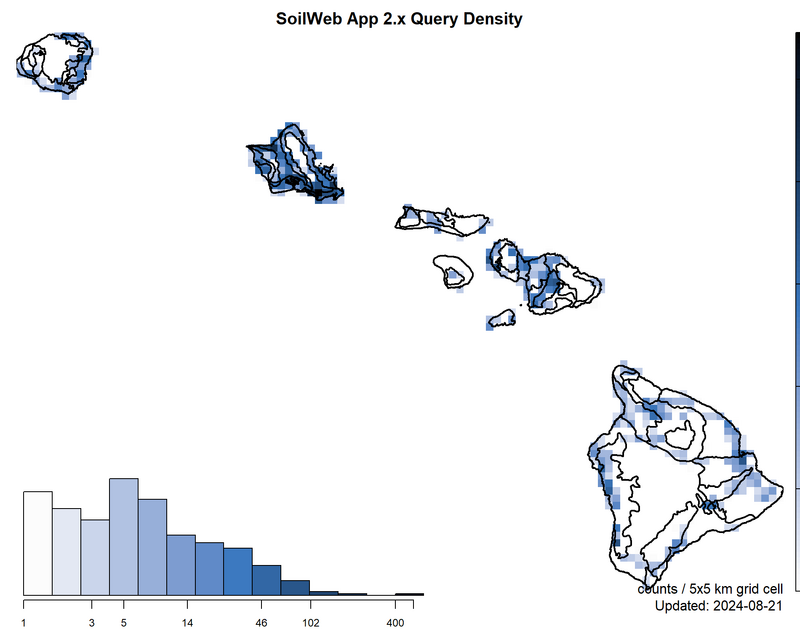 SoilWeb App 2.x Query Density
counts / 5x5 km grid cell
Updated: 2024-08-21
1 3 5 14 46 102 400